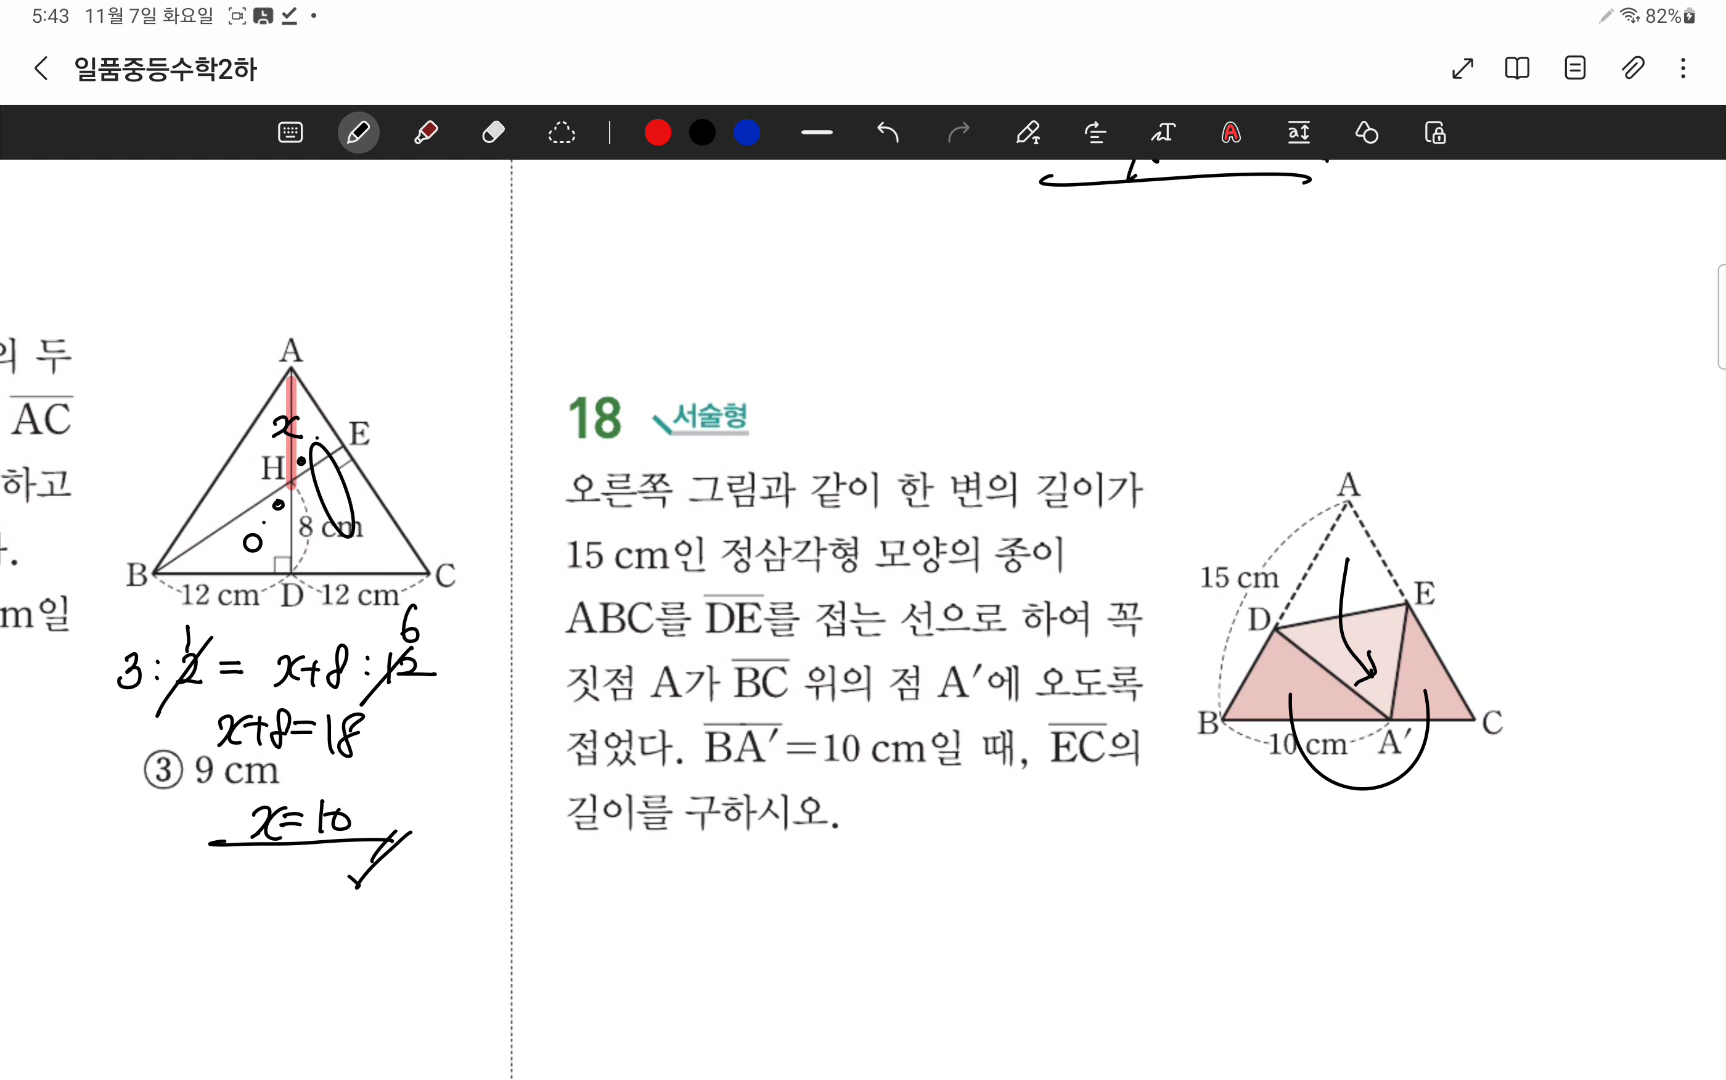 5:43 11월 7일 화요일
82%
일품중등수학2하
의 두
AC
하고
.
m일
A
x
E
H
8 cm
B
12 cm
D
12 cm
C
6
3 : 2 1 = x+8 : 12
x+8=18
③ 9 cm
x=10
18 서술형
오른쪽 그림과 같이 한 변의 길이가
15 cm인 정삼각형 모양의 종이
ABC를 DE를 접는 선으로 하여 꼭
짓점 A가 BC 위의 점 A′에 오도록
접었다. BA′=10 cm일 때, EC의
길이를 구하시오.
A
15 cm
E
D
B
10 cm
A′
C